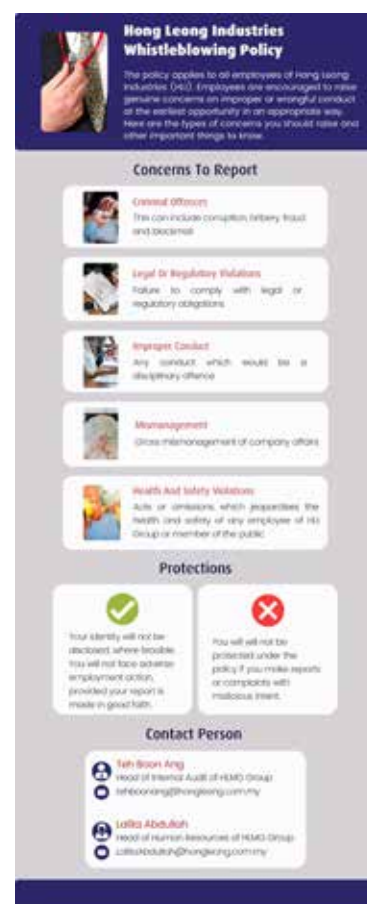 Hong Leong Industries
Whistleblowing Policy
The policy applies to all employees of Hong Leong
Industries (HLI). Employees are encouraged to raise
genuine concerns on improper or wrongful conduct
at the earliest opportunity in an appropriate way.
Here are the types of concerns you should raise and
other important things to know.
Concerns To Report
Criminal Offences
This can include corruption, bribery, fraud
and blackmail
Legal Or Regulatory Violations
Failure to comply with legal or
regulatory obligations
Improper Conduct
Any conduct which would be a
disciplinary offence
Mismanagement
Gross mismanagement of company affairs
Health And Safety Violations
Acts or omissions which jeopardises the
health and safety of any employee of HLI
Group or member of the public
Protections
Your identity will not be
disclosed, where feasible.
You will not face adverse
employment action,
provided your report is
made in good faith.
You will will not be
protected under the
policy if you make reports
or complaints with
malicious intent.
Contact Person
Teh Boon Ang
Head of Internal Audit of HLMG Group
tehboonang@hongleong.com.my
Lailia Abdullah
Head of Human Resources of HLMG Group